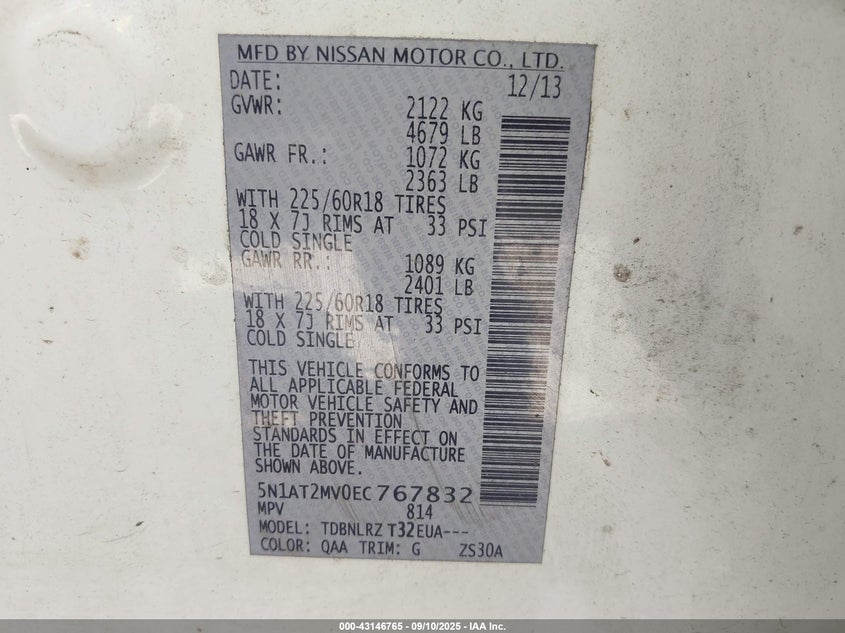 MFD BY NISSAN MOTOR CO., LTD.
DATE: 12/13
GVWR: 2122 KG
4679 LB
GAWR FR.: 1072 KG
2363 LB
WITH 225/60R18 TIRES
18 X 7J RIMS AT 33 PSI
COLD SINGLE
GAWR RR.: 1089 KG
2401 LB
WITH 225/60R18 TIRES
18 X 7J RIMS AT 33 PSI
COLD SINGLE
THIS VEHICLE CONFORMS TO
ALL APPLICABLE FEDERAL
MOTOR VEHICLE SAFETY AND
THEFT PREVENTION
STANDARDS IN EFFECT ON
THE DATE OF MANUFACTURE
SHOWN ABOVE.
5N1AT2MV0EC767832
MPV 814
MODEL: TDBNLRZ T32EUA---
COLOR: QAA TRIM: G ZS30A
000-43146765 - 09/10/2025 - IAA Inc.